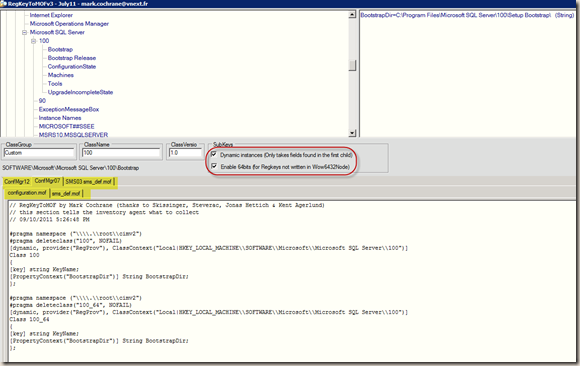 RegKeyToMOFv3 - July11 - mark.cochrane@vnext.fr
Internet Explorer
Microsoft Operations Manager
Microsoft SQL Server
100
Bootstrap
Bootstrap Release
ConfigurationState
Machines
Tools
UpgradeIncompleteState
90
ExceptionMessageBox
Instance Names
MICROSOFT##SSEE
MSRS10.MSSQLSERVER
BootstrapDir=C:\Program Files\Microsoft SQL Server\100\Setup Bootstrap\ (String)
ClassGroup
Custom
ClassName
100
ClassVersio
1.0
SubKeys
Dynamic instances (Only takes fields found in the first child)
Enable 64bits (for Regkeys not written in Wow6432Node)
SOFTWARE\Microsoft\Microsoft SQL Server\100\Bootstrap
ConfMgr12 ConfMgr07 SMS03 sms_def.mof
configuration.mof sms_def.mof
// RegKeyToMOF by Mark Cochrane (thanks to Skissinger, Steverac, Jonas Hettich & Kent Agerlund)
// this section tells the inventory agent what to collect
// 09/10/2011 5:26:48 PM
#pragma namespace ("\\\\.\\root\\cimv2")
#pragma deleteclass("100", NOFAIL)
[dynamic, provider("RegProv"), ClassContext("Local|HKEY_LOCAL_MACHINE\\SOFTWARE\\Microsoft\\Microsoft SQL Server\\100")]
Class 100
{
[key] string KeyName;
[PropertyContext("BootstrapDir")] String BootstrapDir;
};
#pragma namespace ("\\\\.\\root\\cimv2")
#pragma deleteclass("100_64", NOFAIL)
[dynamic, provider("RegProv"), ClassContext("Local|HKEY_LOCAL_MACHINE\\SOFTWARE\\Microsoft\\Microsoft SQL Server\\100")]
Class 100_64
{
[key] string KeyName;
[PropertyContext("BootstrapDir")] String BootstrapDir;
};